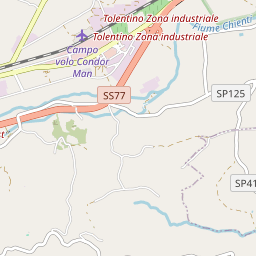 Tolentino Zona industriale
Fiume Chienti
Tolentino Zona industriale
Campo
volo Condor
Man
SS77
SP125
SP41